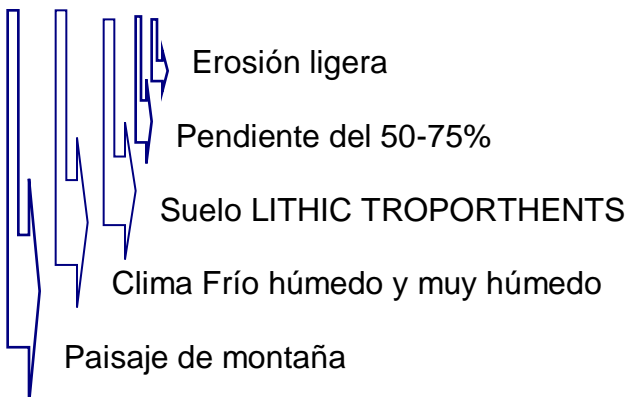 Erosión ligera
Pendiente del 50-75%
Suelo LITHIC TROPORTHENTS
Clima Frío húmedo y muy húmedo
Paisaje de montaña